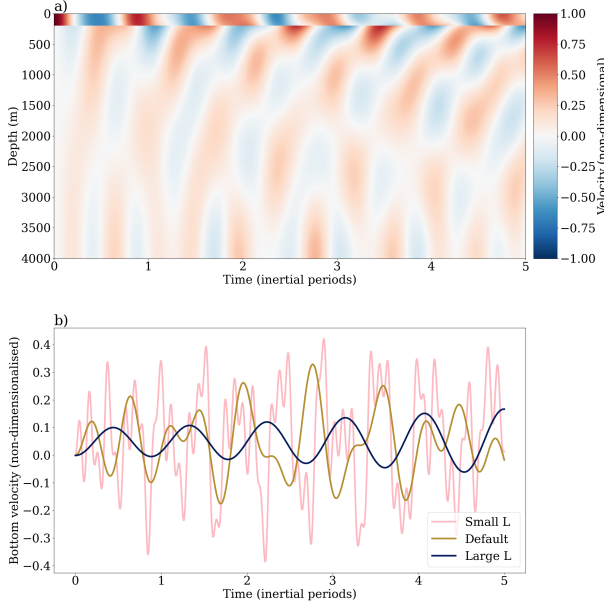 a)
0
500
1000
1500
2000
2500
3000
3500
4000
Depth (m)
0 1 2 3 4 5
Time (inertial periods)
1.00
0.75
0.50
0.25
0.00
−0.25
−0.50
−0.75
−1.00
Velocity (non-dimensional)
b)
0.4
0.3
0.2
0.1
0.0
−0.1
−0.2
−0.3
−0.4
Bottom velocity (non-dimensionalised)
Small L
Default
Large L
0 1 2 3 4 5
Time (inertial periods)